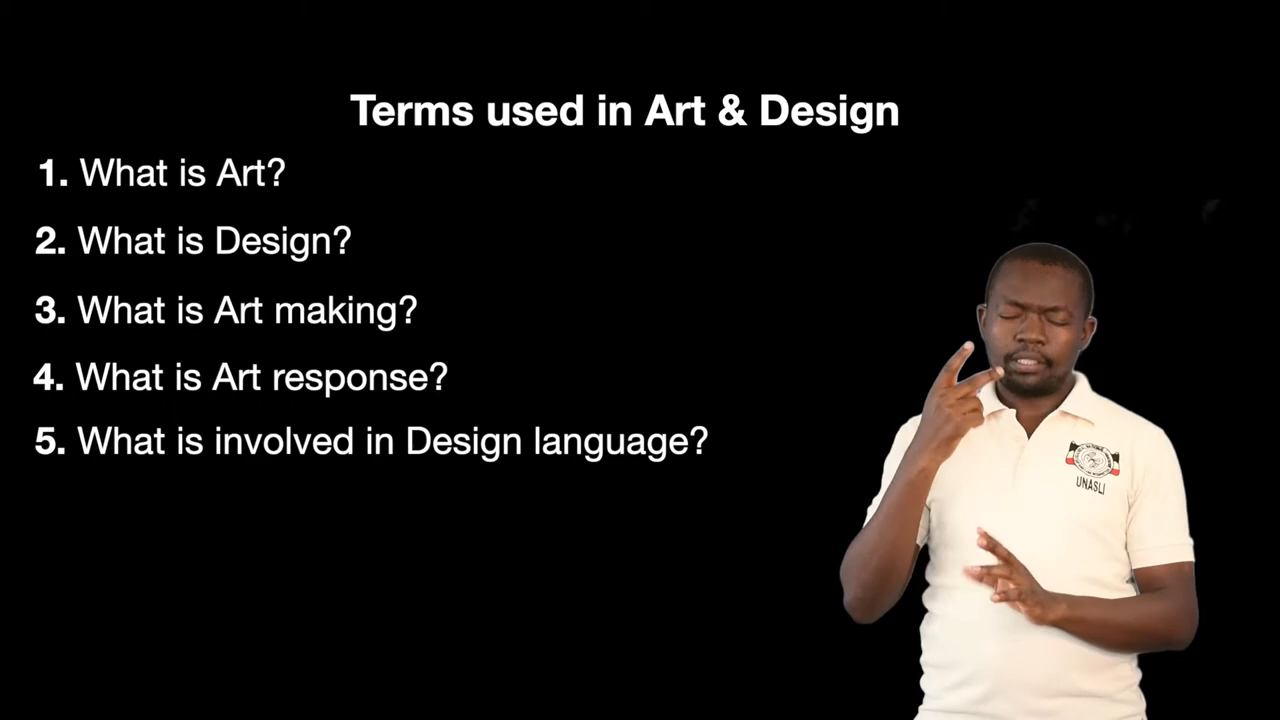 Terms used in Art & Design
1. What is Art?
2. What is Design?
3. What is Art making?
4. What is Art response?
5. What is involved in Design language?
UNASLI